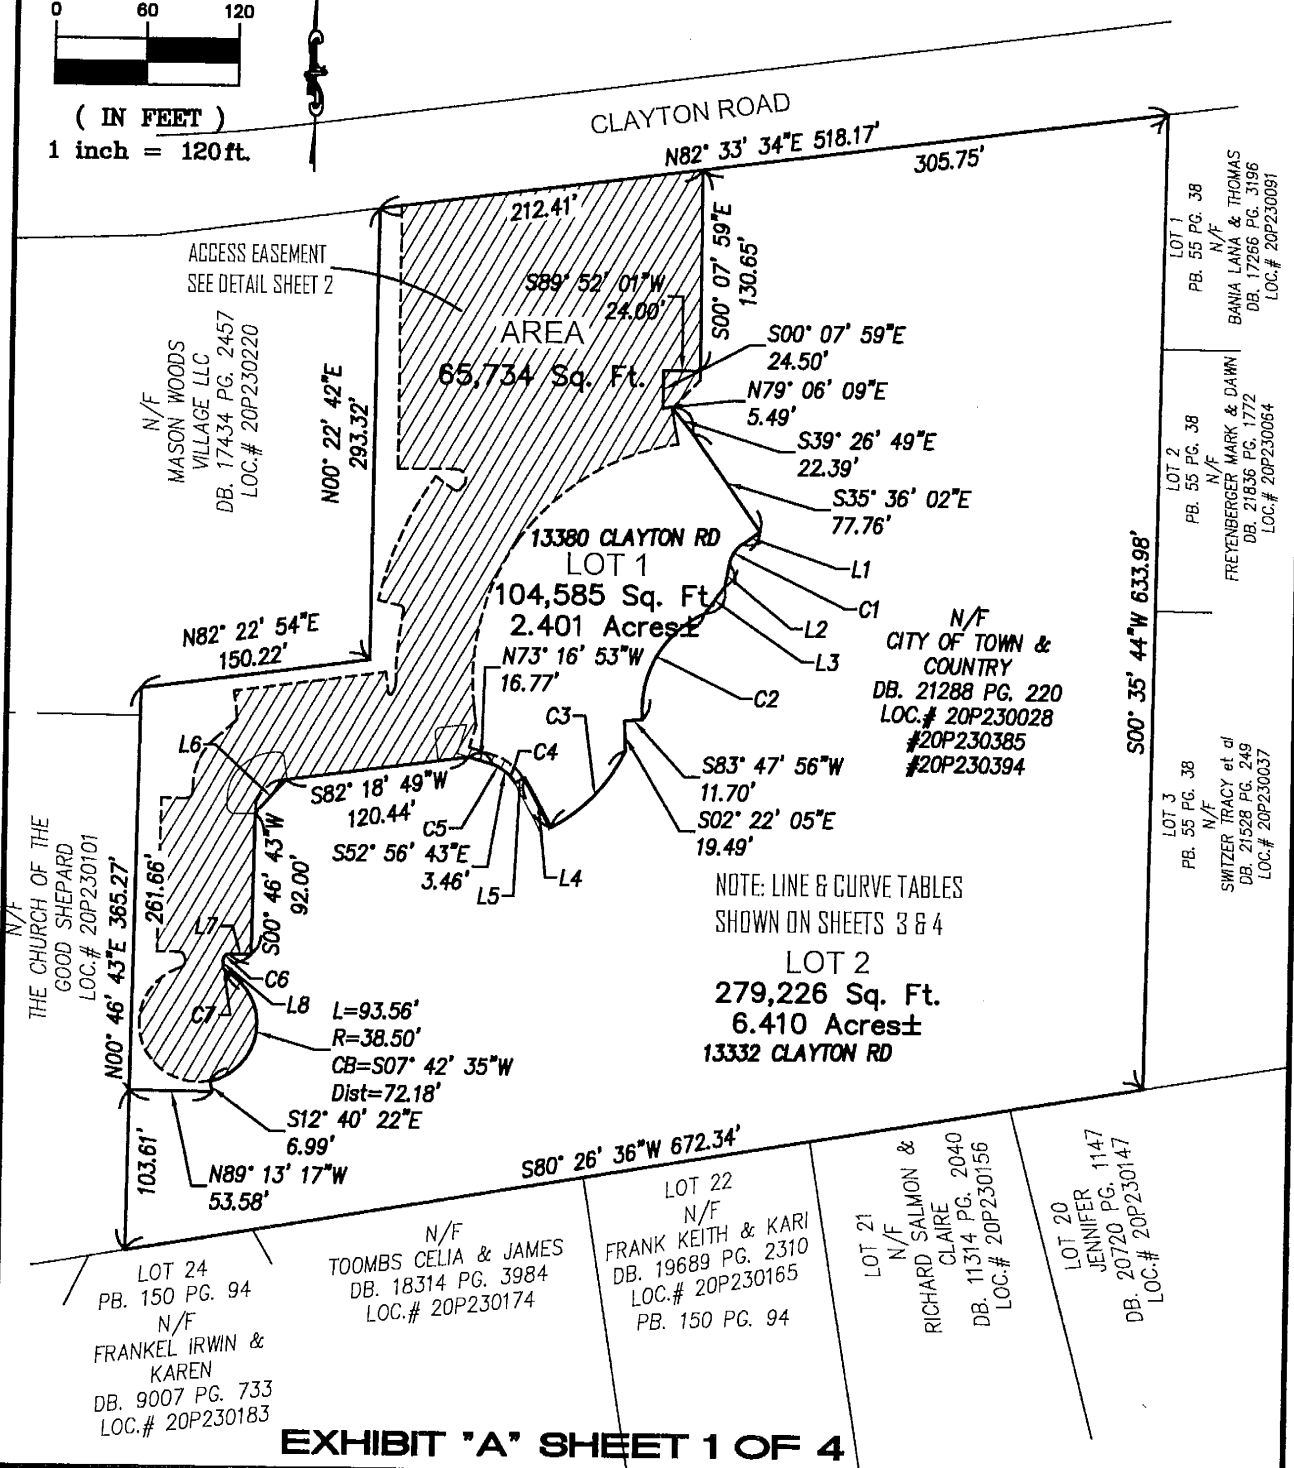 0 60 120
( IN FEET )
1 inch = 120ft.
CLAYTON ROAD
N82° 33' 34"E 518.17'
305.75'
212.41'
ACCESS EASEMENT
SEE DETAIL SHEET 2
S89° 52' 01"W
24.00'
S00° 07' 59"E
130.65'
AREA
65,734 Sq. Ft.
S00° 07' 59"E
24.50'
N79° 06' 09"E
5.49'
S39° 26' 49"E
22.39'
S35° 36' 02"E
77.76'
N/F
MASON WOODS
VILLAGE LLC
DB. 17434 PG. 2457
LOC.# 20P230220
N00° 22' 42"E
293.32'
LOT 1
PB. 55 PG. 38
N/F
BANIA LANA & THOMAS
DB. 17266 PG. 3196
LOC.# 20P230091
LOT 2
PB. 55 PG. 38
N/F
FREYENBERGER MARK & DAWN
DB. 21836 PG. 1772
LOC.# 20P230064
13380 CLAYTON RD
LOT 1
104,585 Sq. Ft.
2.401 Acres±
L1
C1
L2
L3
C2
N82° 22' 54"E
150.22'
N73° 16' 53"W
16.77'
N/F
CITY OF TOWN &
COUNTRY
DB. 21288 PG. 220
LOC.# 20P230028
#20P230385
#20P230394
S00° 35' 44"W 633.98'
C3
C4
L6
S82° 18' 49"W
120.44'
C5
S52° 56' 43"E
3.46'
L5
L4
S83° 47' 56"W
11.70'
S02° 22' 05"E
19.49'
LOT 3
PB. 55 PG. 38
N/F
SWITZER TRACY et al
DB. 21528 PG. 249
LOC.# 20P230037
N/F
THE CHURCH OF THE
GOOD SHEPARD
LOC.# 20P230101
N00° 46' 43"E 365.27'
261.66'
S00° 46' 43"W
92.00'
L7
C6
L8
C7
L=93.56'
R=38.50'
CB=S07° 42' 35"W
Dist=72.18'
NOTE: LINE & CURVE TABLES
SHOWN ON SHEETS 3 & 4
LOT 2
279,226 Sq. Ft.
6.410 Acres±
13332 CLAYTON RD
S12° 40' 22"E
6.99'
N89° 13' 17"W
53.58'
103.61'
S80° 26' 36"W 672.34'
LOT 24
PB. 150 PG. 94
N/F
FRANKEL IRWIN &
KAREN
DB. 9007 PG. 733
LOC.# 20P230183
N/F
TOOMBS CELIA & JAMES
DB. 18314 PG. 3984
LOC.# 20P230174
LOT 22
N/F
FRANK KEITH & KARI
DB. 19689 PG. 2310
LOC.# 20P230165
PB. 150 PG. 94
LOT 21
N/F
RICHARD SALMON &
CLAIRE
DB. 11314 PG. 2040
LOC.# 20P230156
LOT 20
JENNIFER
DB. 20720 PG. 1147
LOC.# 20P230147
EXHIBIT "A" SHEET 1 OF 4